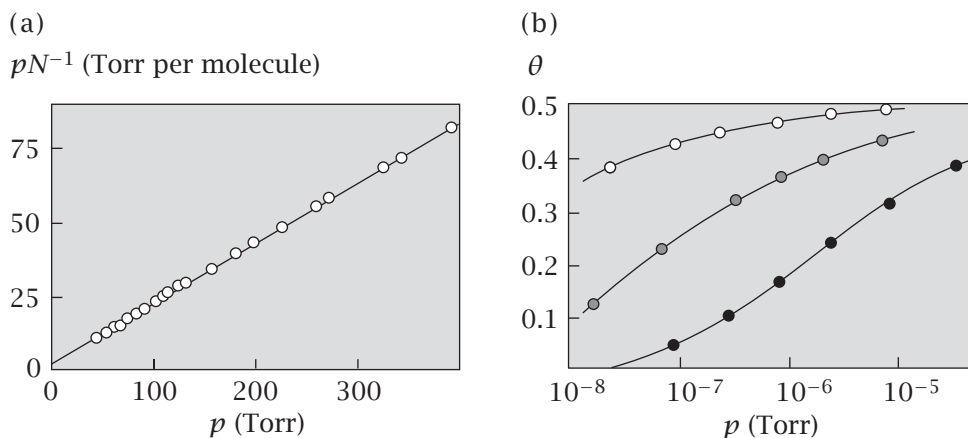 (a)
pN⁻¹ (Torr per molecule)
75
50
25
0
0 100 200 300
p (Torr)
(b)
θ
0.5
0.4
0.3
0.2
0.1
10⁻⁸ 10⁻⁷ 10⁻⁶ 10⁻⁵
p (Torr)